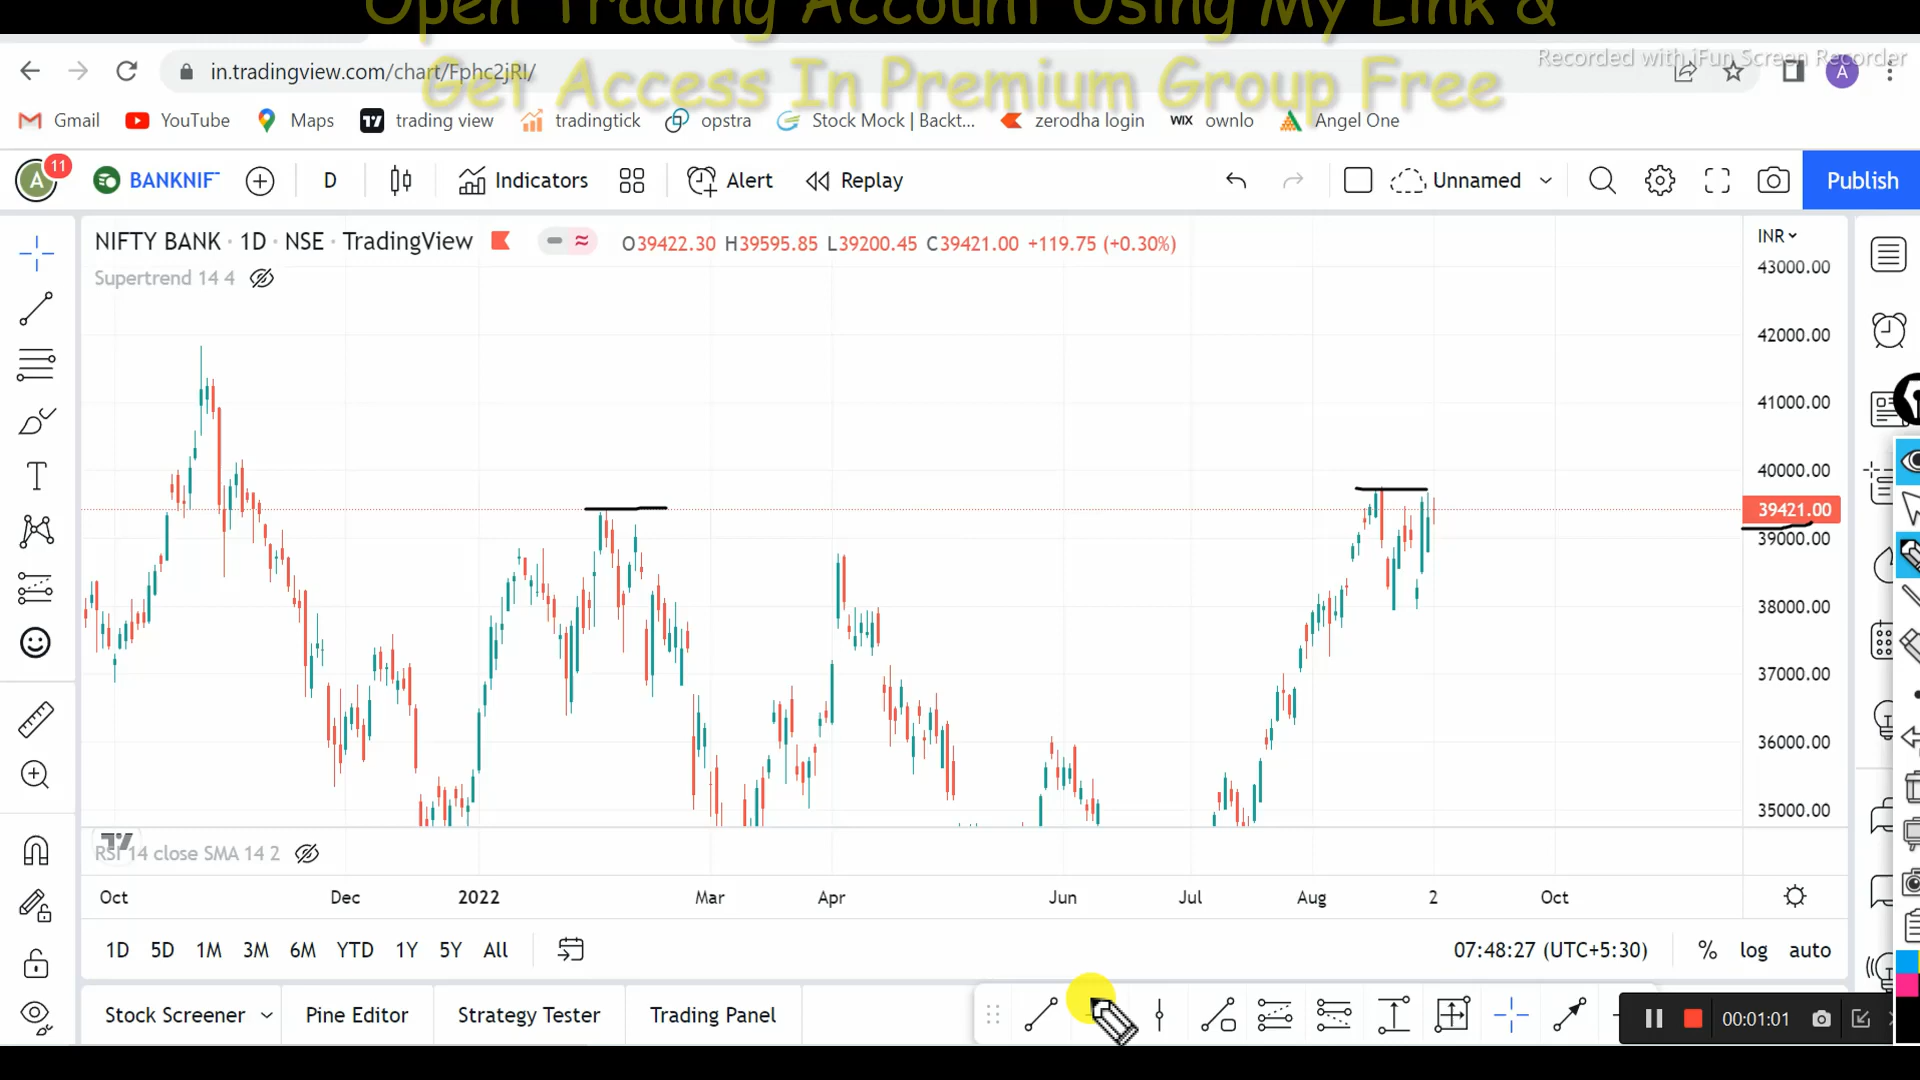 Open Trading Account Using My Link &
Recorded with iFun Screen Recorder
in.tradingview.com/chart/Fphc2jRI/
A
Get Access In Premium Group Free
Gmail YouTube Maps trading view tradingtick opstra Stock Mock | Backt... zerodha login WIX ownlo Angel One
A 11 BANKNIF D Indicators Alert Replay Unnamed Publish
NIFTY BANK · 1D · NSE · TradingView O39422.30 H39595.85 L39200.45 C39421.00 +119.75 (+0.30%)
INR
Supertrend 14 4
43000.00
42000.00
41000.00
40000.00
39421.00
39000.00
38000.00
37000.00
36000.00
35000.00
RSI 14 close SMA 14 2
Oct Dec 2022 Mar Apr Jun Jul Aug 2 Oct
1D 5D 1M 3M 6M YTD 1Y 5Y All 07:48:27 (UTC+5:30) % log auto
Stock Screener Pine Editor Strategy Tester Trading Panel 00:01:01